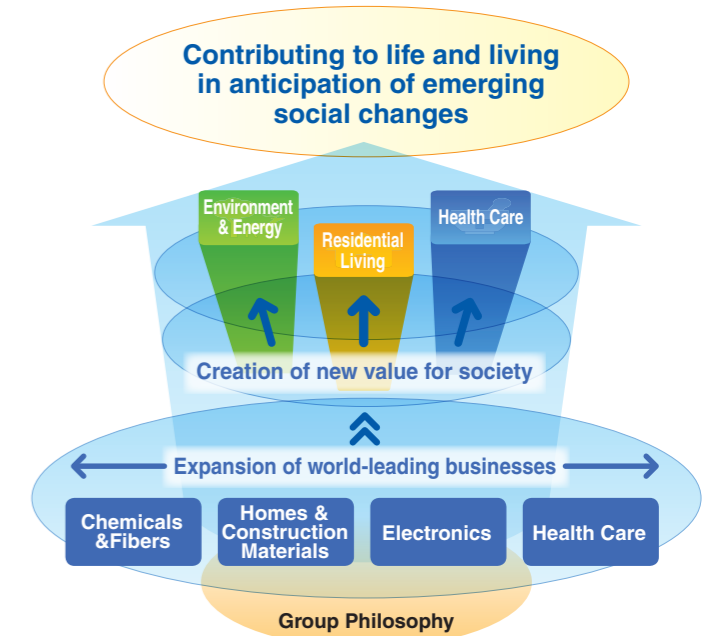 Contributing to life and living
in anticipation of emerging
social changes
Environment
& Energy
Residential
Living
Health Care
Creation of new value for society
Expansion of world-leading businesses
Chemicals
&Fibers
Homes &
Construction
Materials
Electronics
Health Care
Group Philosophy